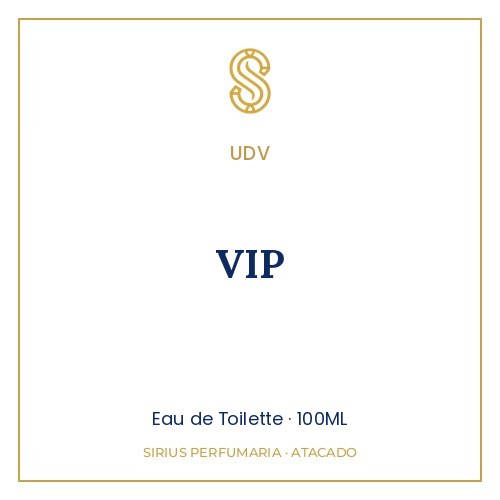 UDV
VIP
Eau de Toilette · 100ML
SIRIUS PERFUMARIA · ATACADO